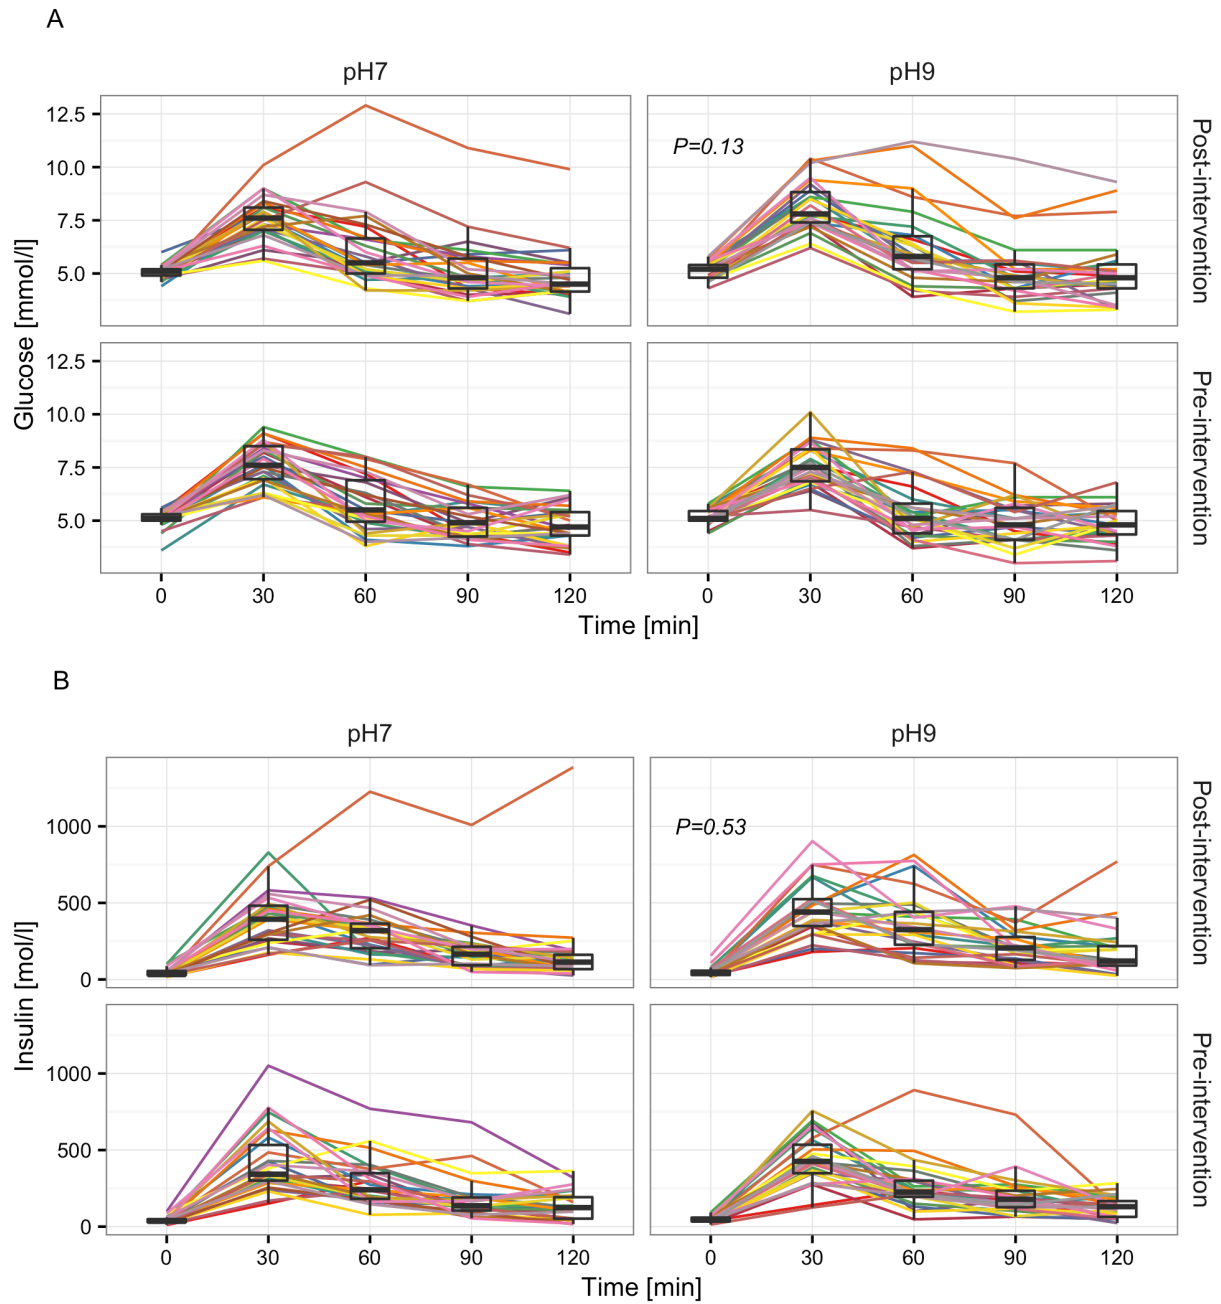 A
pH7 pH9
12.5
10.0
7.5
5.0
P=0.13
Post-intervention
Glucose [mmol/l]
12.5
10.0
7.5
5.0
Pre-intervention
0 30 60 90 120 0 30 60 90 120
Time [min]
B
pH7 pH9
1000
500
0
P=0.53
Post-intervention
Insulin [mol/l]
1000
500
0
Pre-intervention
0 30 60 90 120 0 30 60 90 120
Time [min]